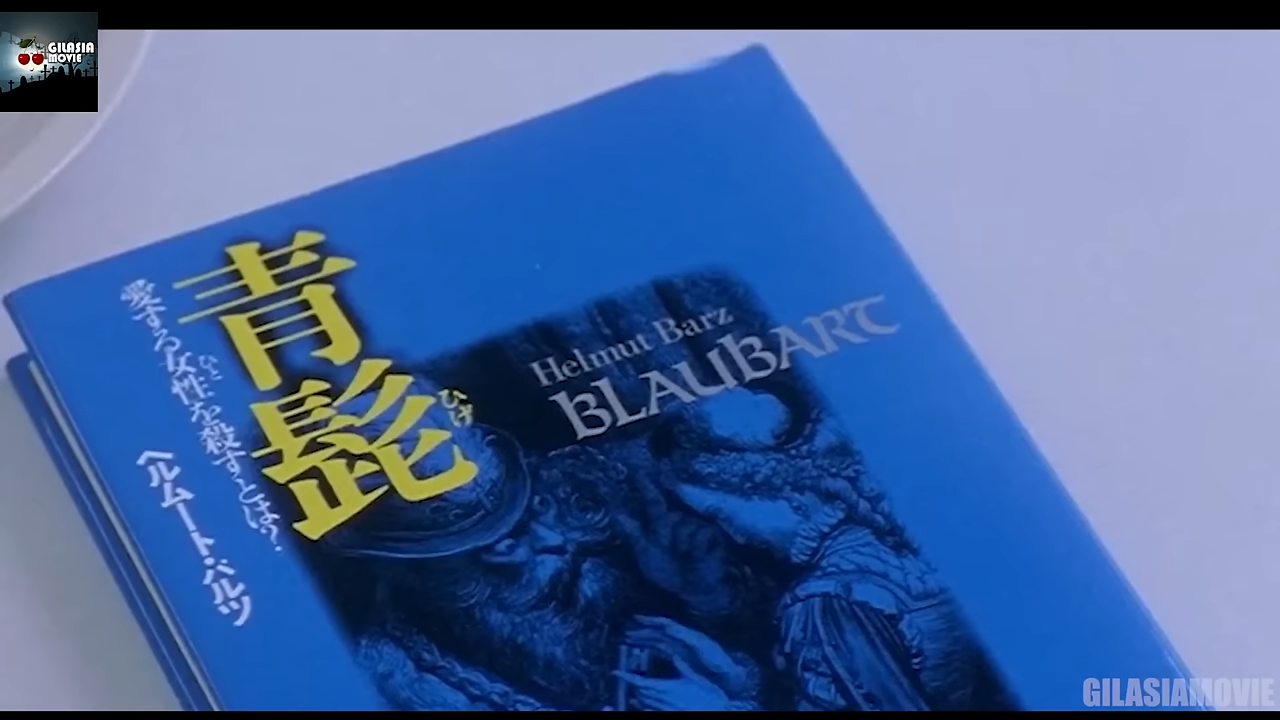 GILASIA
MOVIE
青髭
ひげ
愛する女性を殺すとは?
ひと
ヘルムート・バルツ
Helmut Barz
BLAUBART
GILASIAMOVIE